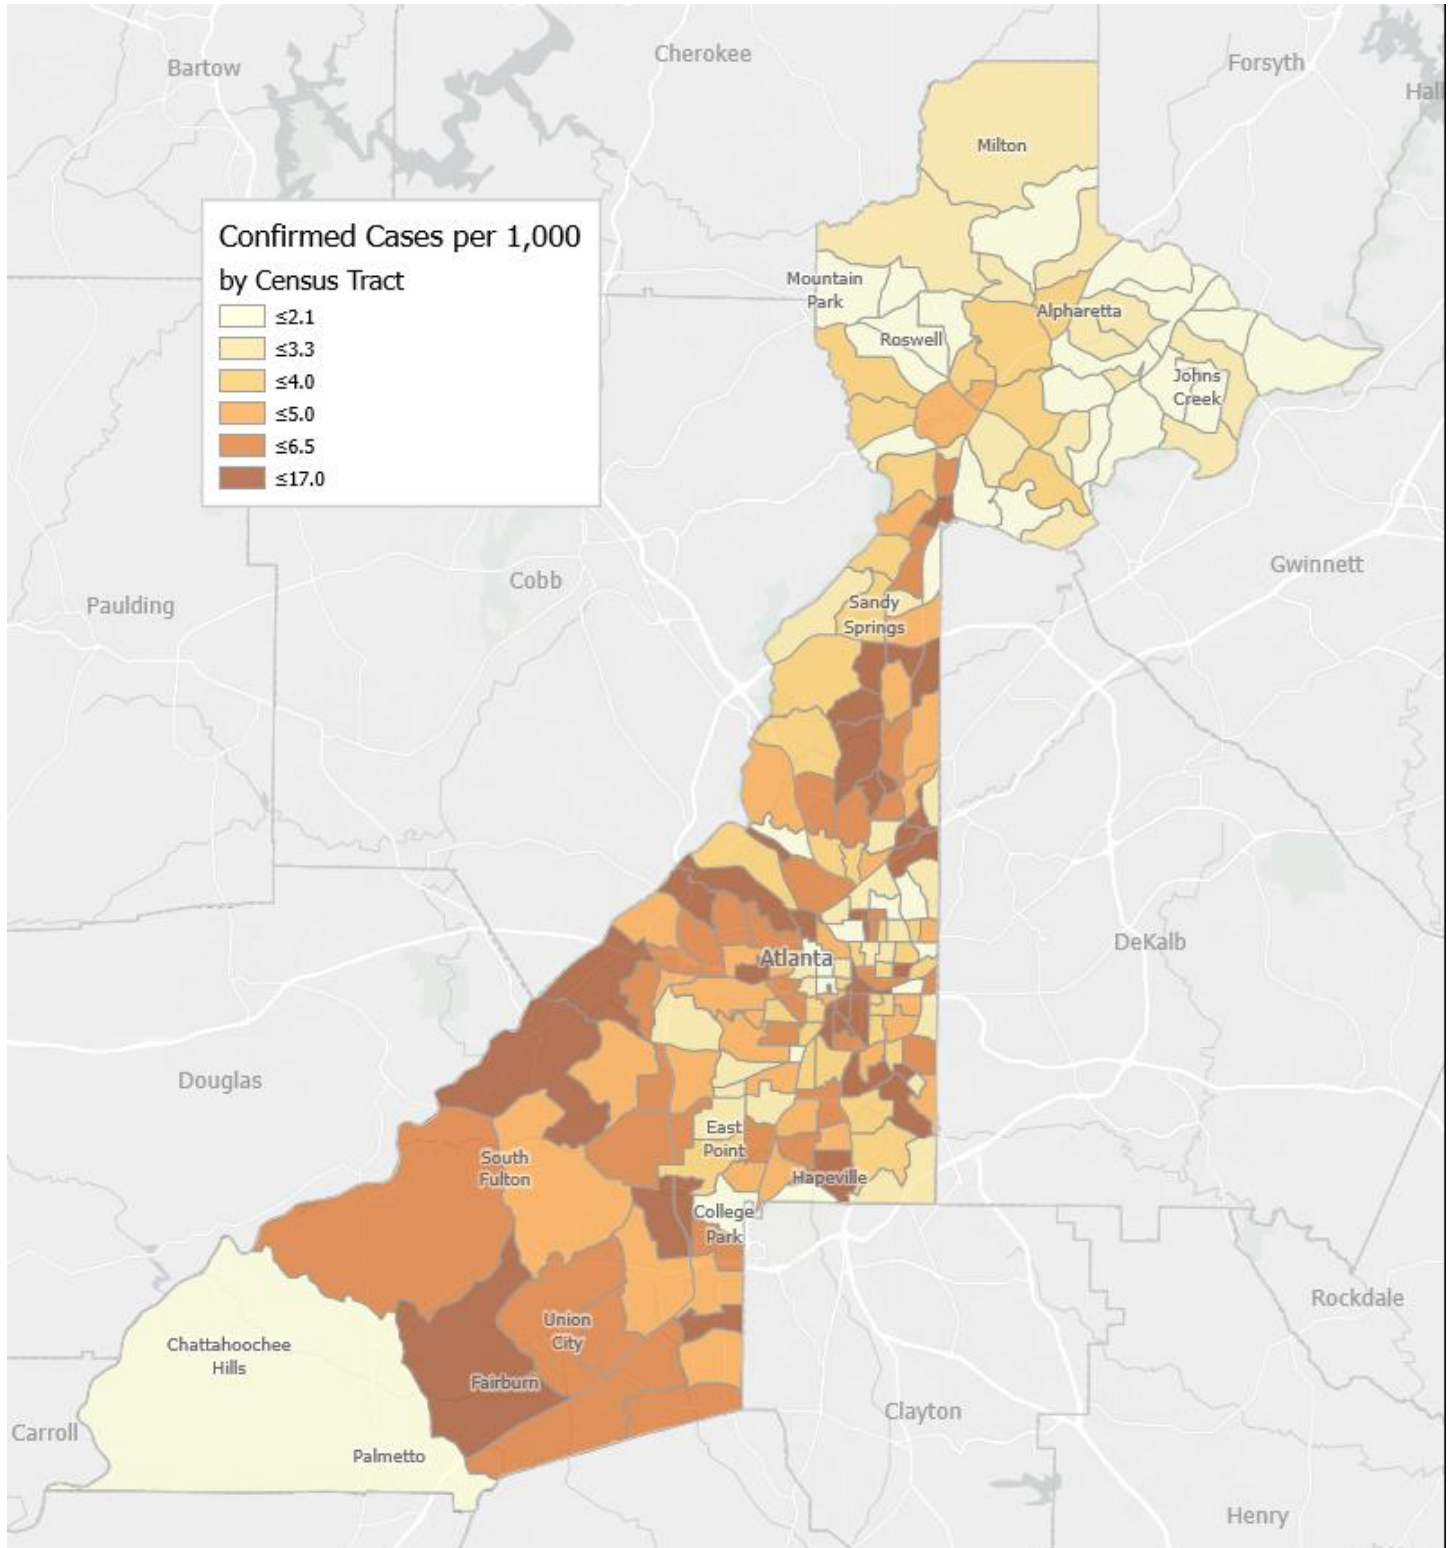 Bartow
Cherokee
Forsyth
Hall
Milton
Confirmed Cases per 1,000
by Census Tract
≤2.1
≤3.3
≤4.0
≤5.0
≤6.5
≤17.0
Mountain
Park
Alpharetta
Roswell
Johns
Creek
Gwinnett
Cobb
Paulding
Sandy
Springs
DeKalb
Atlanta
Douglas
East
Point
South
Fulton
Hapeville
College
Park
Rockdale
Union
City
Chattahoochee
Hills
Fairburn
Clayton
Carroll
Palmetto
Henry